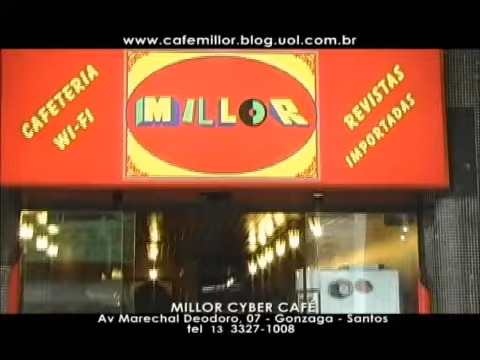 www.cafemillor.blog.uol.com.br
CAFETERIA
WI-FI
MILLOR
REVISTAS
IMPORTADAS
MILLOR CYBER CAFÉ
Av Marechal Deodoro, 07 - Gonzaga - Santos
tel 13 3327-1008